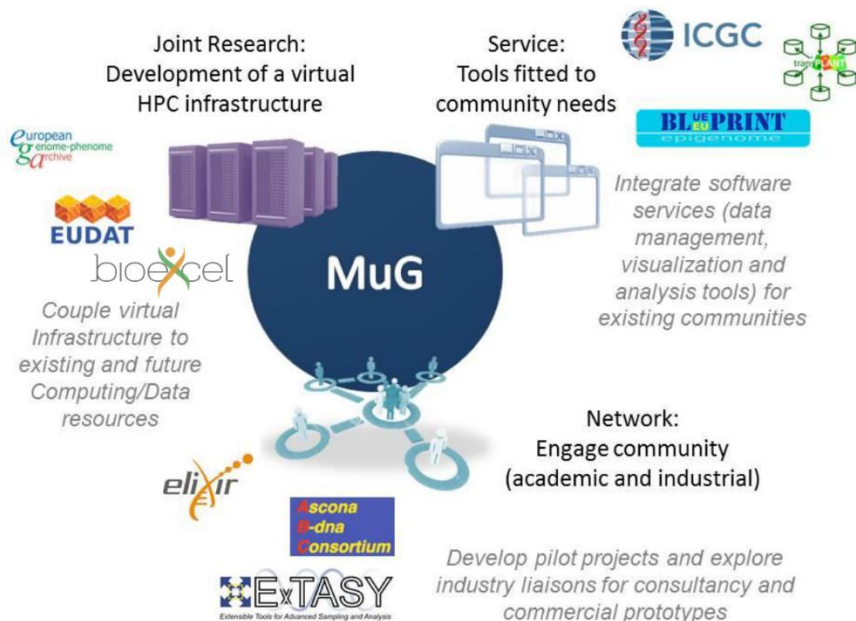 Joint Research:
Development of a virtual
HPC infrastructure
Service:
Tools fitted to
community needs
ICGC
transPLANT
european
genome-phenome
archive
BLUEPRINT
EU
epigenome
EUDAT
bioexcel
MuG
Integrate software
services (data
management,
visualization and
analysis tools) for
existing communities
Couple virtual
Infrastructure to
existing and future
Computing/Data
resources
Network:
Engage community
(academic and industrial)
elixir
Ascona
B-dna
Consortium
ExTASY
Extensible Tools for Advanced Sampling and Analysis
Develop pilot projects and explore
industry liaisons for consultancy and
commercial prototypes